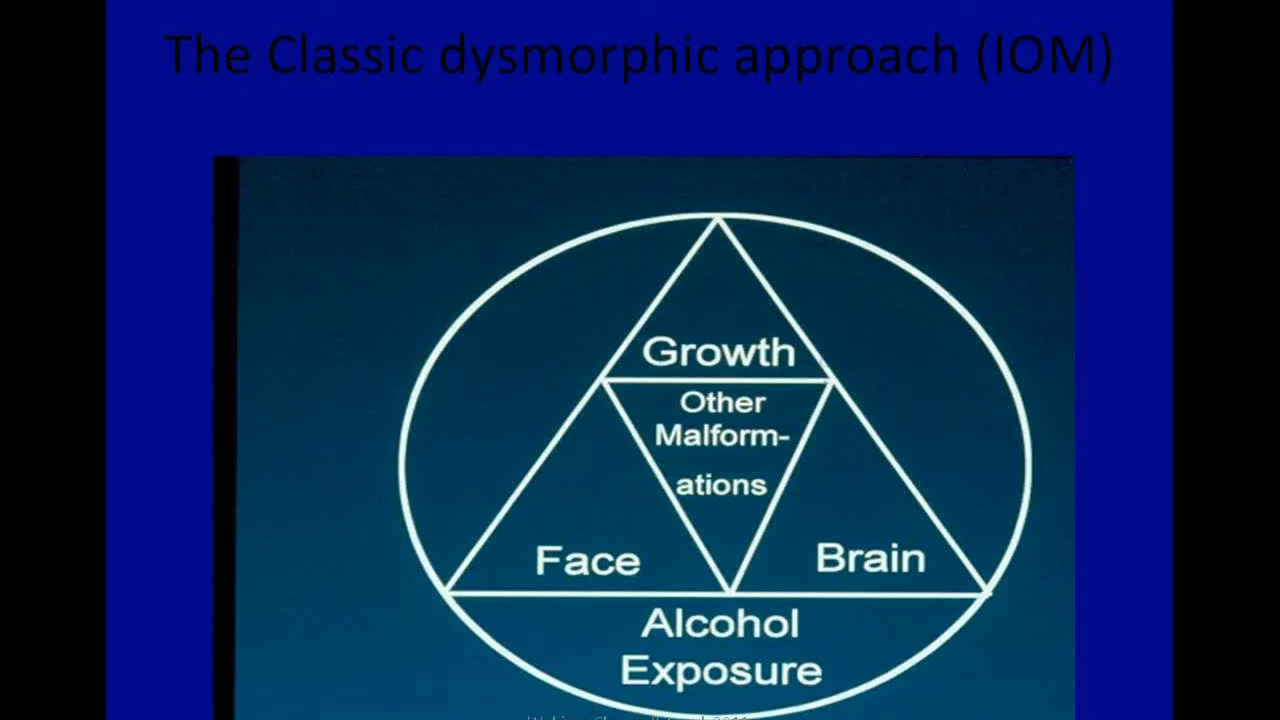 The Classic dysmorphic approach (IOM)
Growth
Other
Malform-
ations
Face
Brain
Alcohol
Exposure